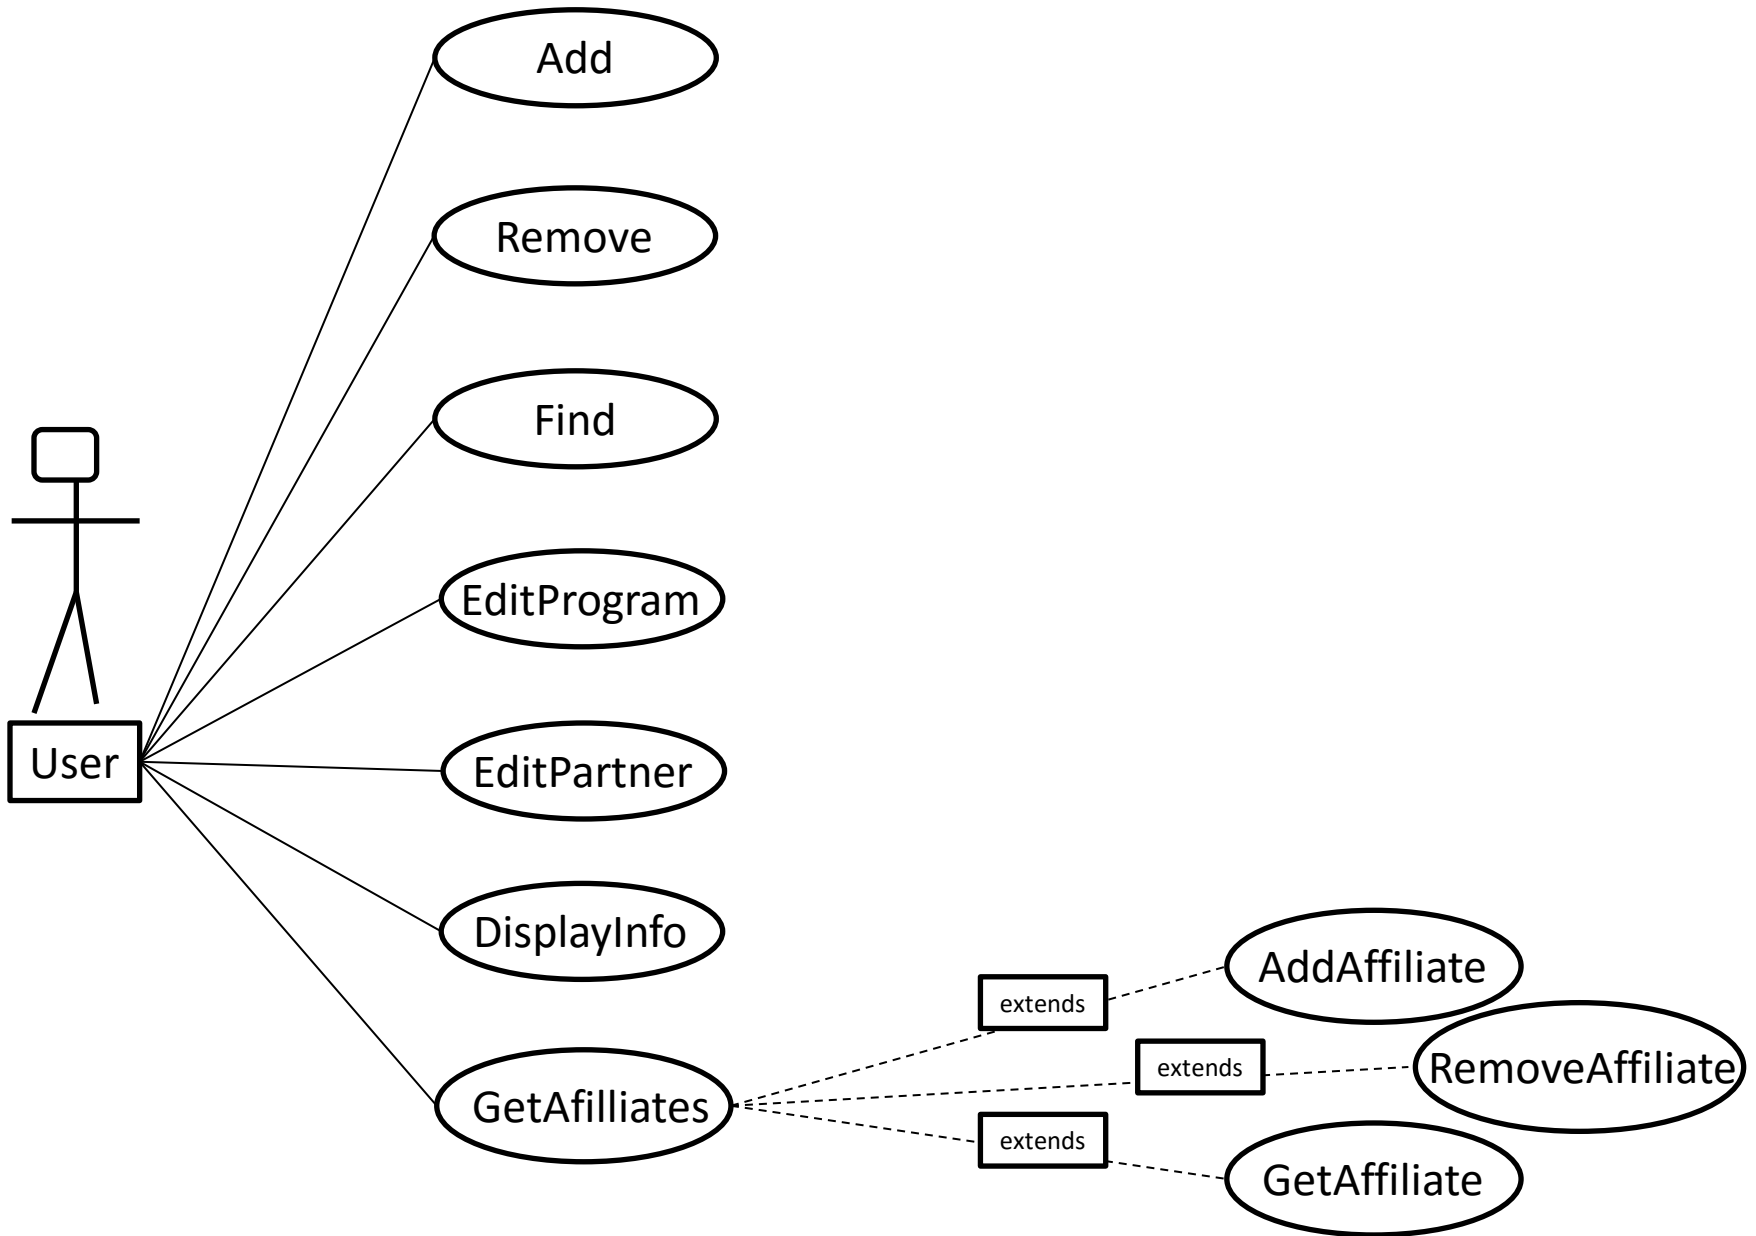 Add
Remove
Find
EditProgram
User
EditPartner
DisplayInfo
GetAfilliates
extends
AddAffiliate
extends
RemoveAffiliate
extends
GetAffiliate